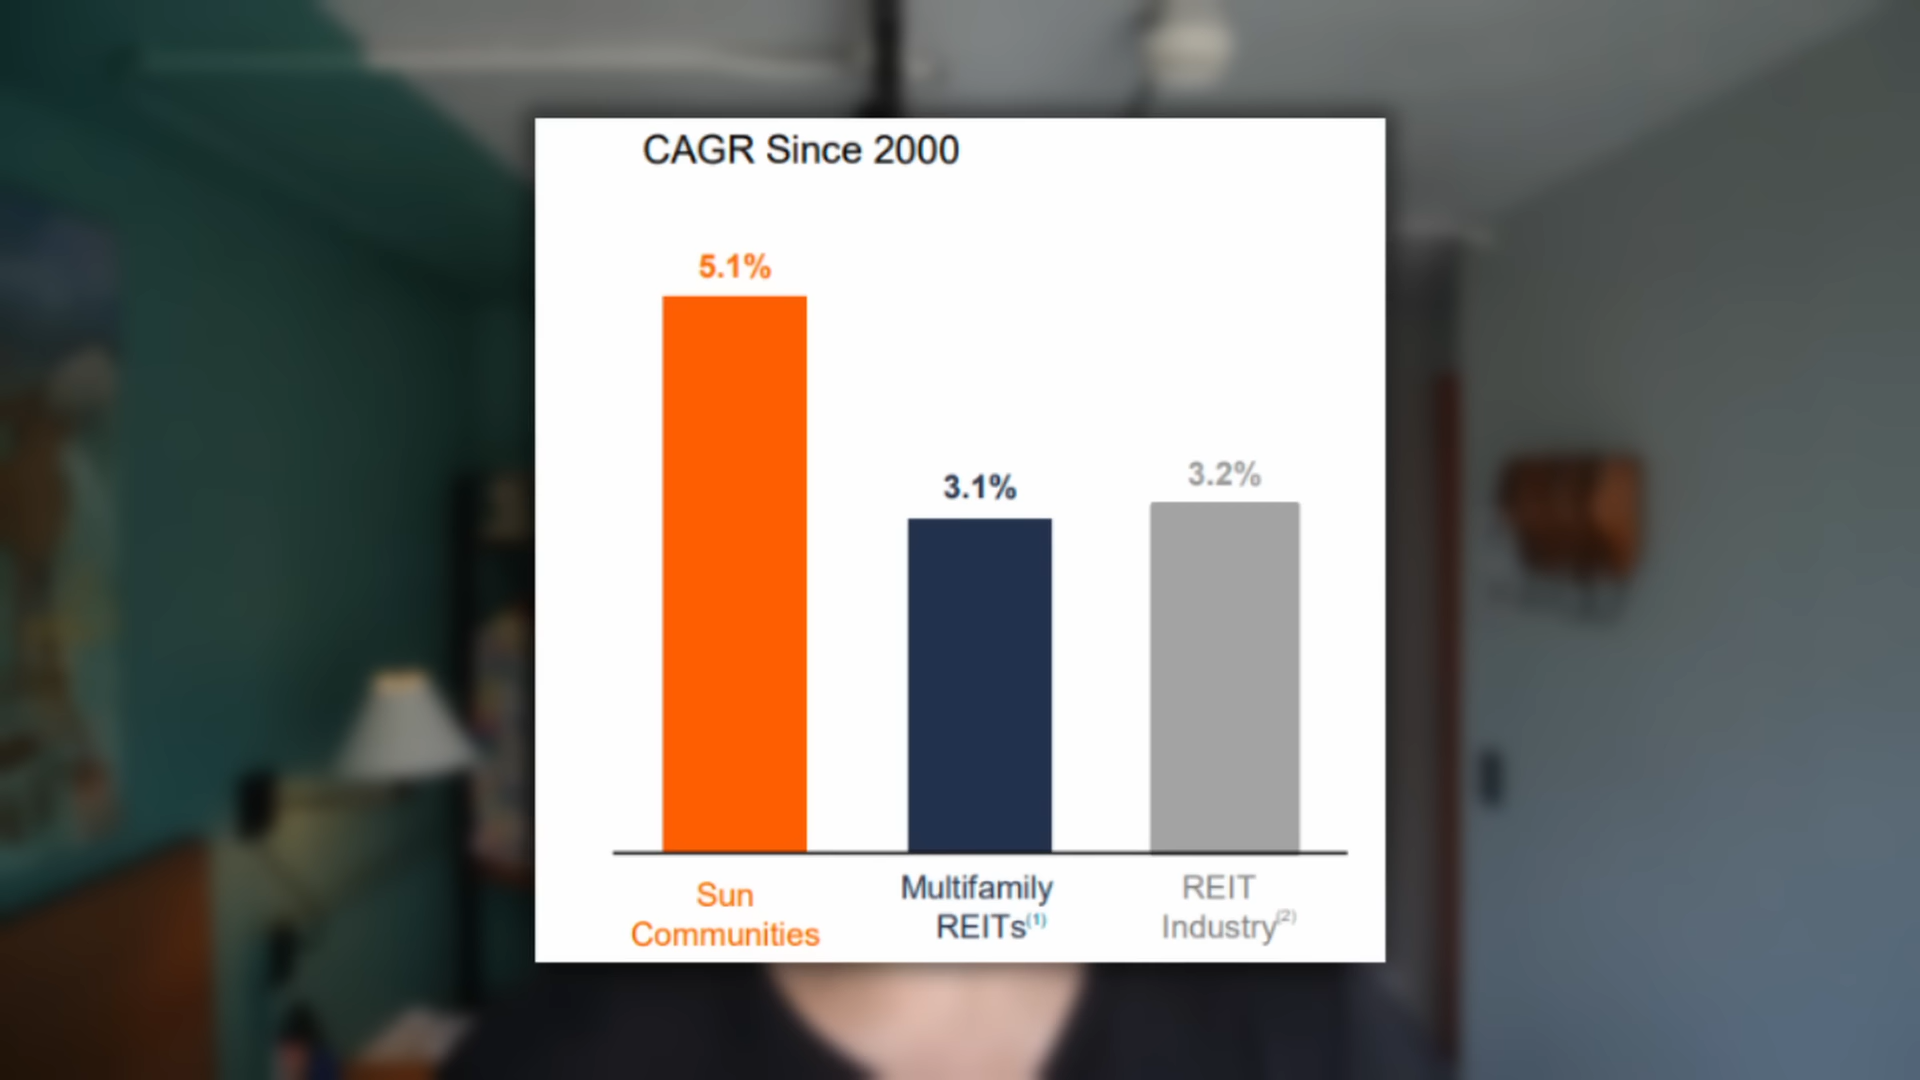 CAGR Since 2000
5.1%
3.1%
3.2%
Sun
Communities
Multifamily
REITs(1)
REIT
Industry(2)